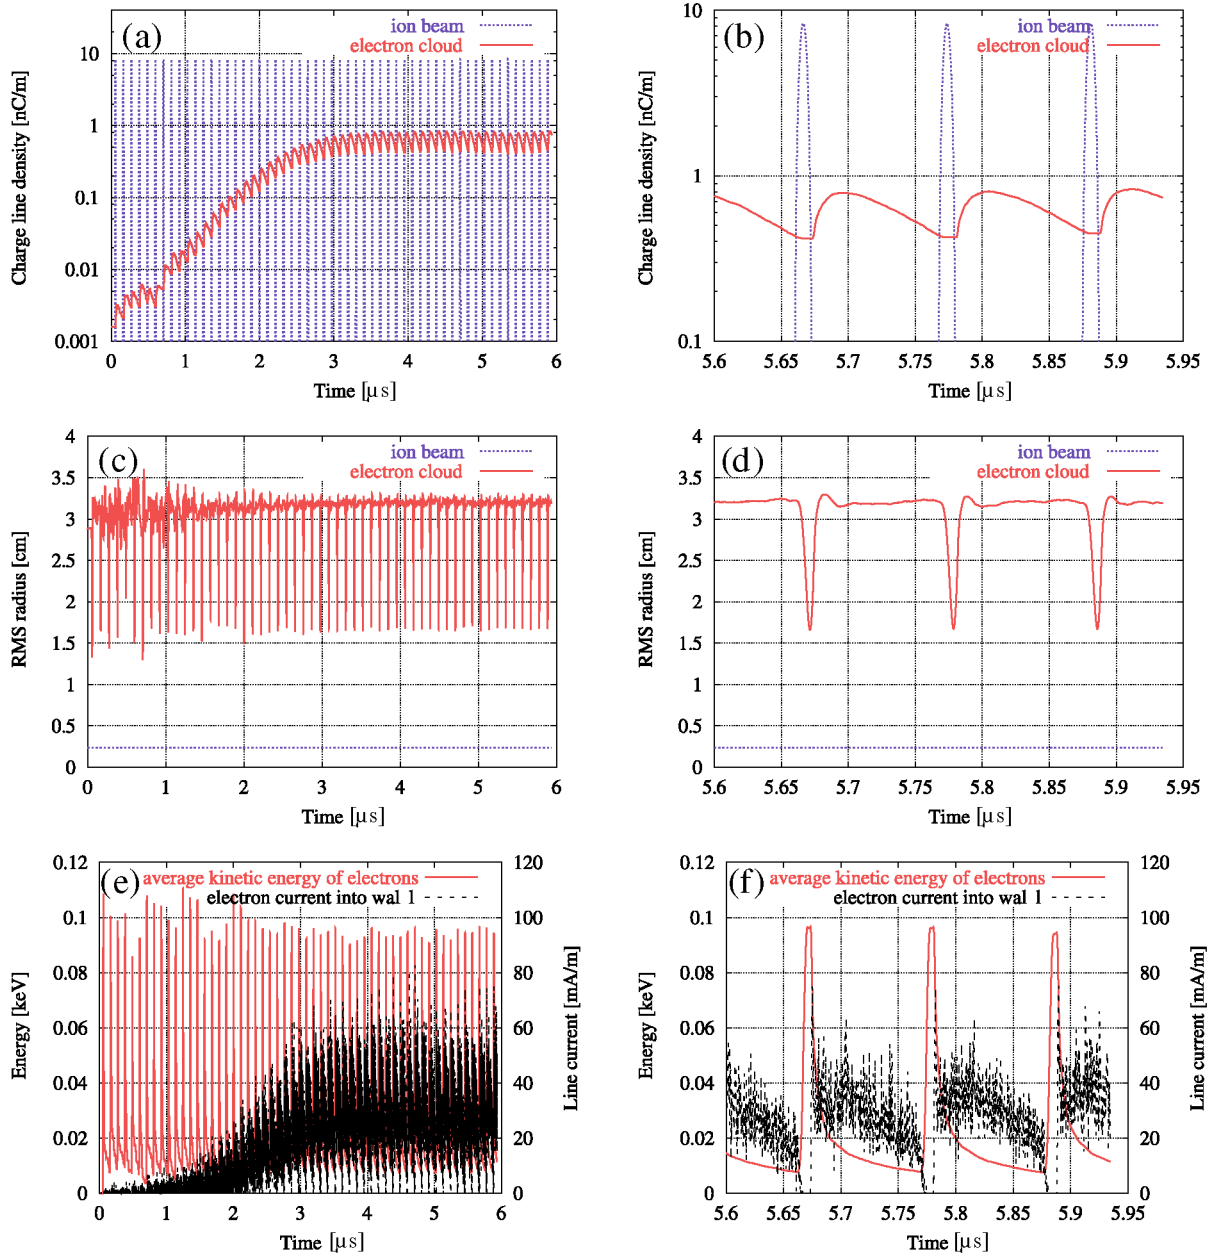 (a)
ion beam
electron cloud
Charge line density [nC/m]
10
1
0.1
0.01
0.001
0 1 2 3 4 5 6
Time [μs]
(b)
ion beam
electron cloud
Charge line density [nC/m]
10
1
0.1
5.6 5.65 5.7 5.75 5.8 5.85 5.9 5.95
Time [μs]
(c)
ion beam
electron cloud
RMS radius [cm]
4
3.5
3
2.5
2
1.5
1
0.5
0
0 1 2 3 4 5 6
Time [μs]
(d)
ion beam
electron cloud
RMS radius [cm]
4
3.5
3
2.5
2
1.5
1
0.5
0
5.6 5.65 5.7 5.75 5.8 5.85 5.9 5.95
Time [μs]
(e)
average kinetic energy of electrons
electron current into wal 1
Energy [keV]
0.12
0.1
0.08
0.06
0.04
0.02
0
120
100
80
60
40
20
0
Line current [mA/m]
0 1 2 3 4 5 6
Time [μs]
(f)
average kinetic energy of electrons
electron current into wal 1
Energy [keV]
0.12
0.1
0.08
0.06
0.04
0.02
0
120
100
80
60
40
20
0
Line current [mA/m]
5.6 5.65 5.7 5.75 5.8 5.85 5.9 5.95
Time [μs]